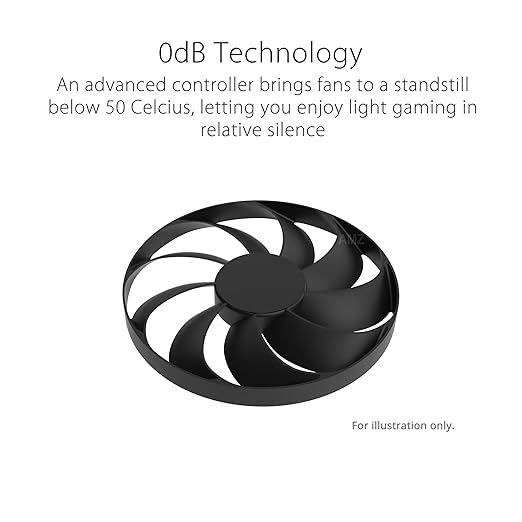 0dB Technology
An advanced controller brings fans to a standstill
below 50 Celcius, letting you enjoy light gaming in
relative silence
AMZ
For illustration only.